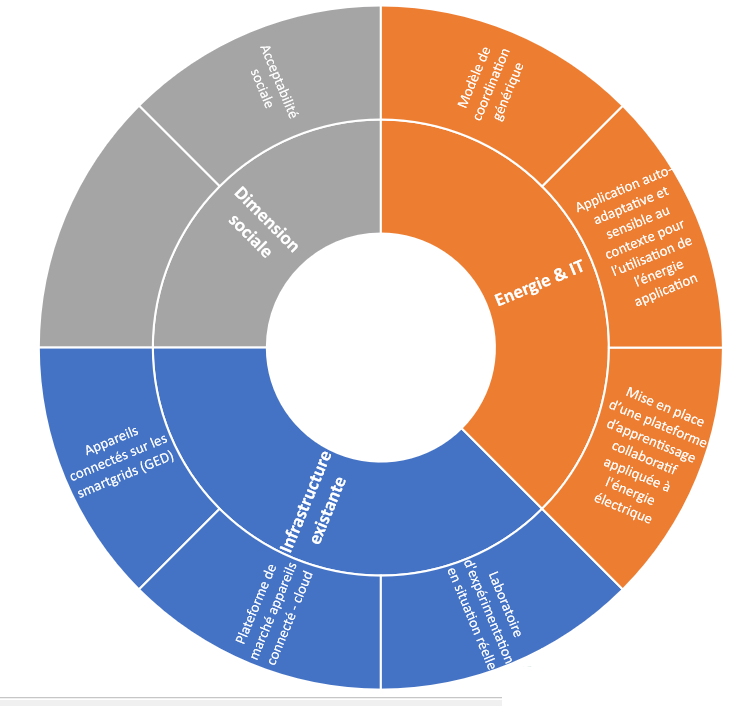 Acceptabilité
sociale
Modèle de
coordination
générique
Application auto-
adaptative et
sensible au
contexte pour
l'utilisation de
l'énergie
application
Dimension
sociale
Energie & IT
Mise en place
d'une plateforme
d'apprentissage
collaboratif
appliquée à
l'énergie
électrique
Appareils
connectés sur les
smartgrids (GED)
Infrastructure
existante
Plateforme de
marché appareils
connecté - cloud
Laboratoire
d'expérimentation
en situation réelle